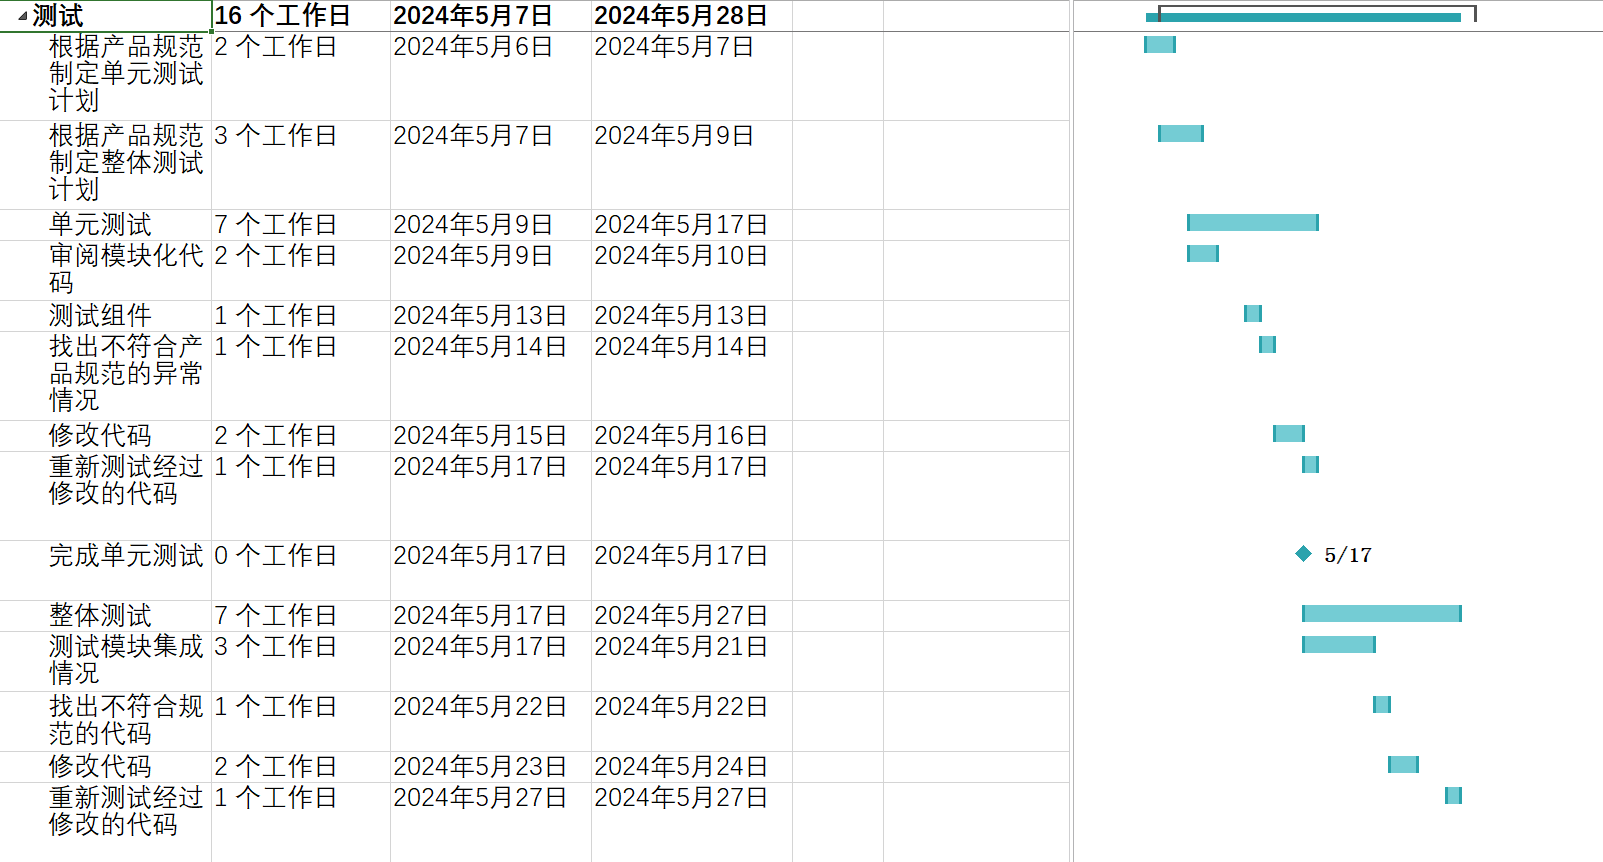 测试 16 个工作日 2024年5月7日 2024年5月28日
根据产品规范 2 个工作日 2024年5月6日 2024年5月7日
制定单元测试
计划
根据产品规范 3 个工作日 2024年5月7日 2024年5月9日
制定整体测试
计划
单元测试 7 个工作日 2024年5月9日 2024年5月17日
审阅模块化代 2 个工作日 2024年5月9日 2024年5月10日
码
测试组件 1 个工作日 2024年5月13日 2024年5月13日
找出不符合产 1 个工作日 2024年5月14日 2024年5月14日
品规范的异常
情况
修改代码 2 个工作日 2024年5月15日 2024年5月16日
重新测试经过 1 个工作日 2024年5月17日 2024年5月17日
修改的代码
完成单元测试 0 个工作日 2024年5月17日 2024年5月17日 5/17
整体测试 7 个工作日 2024年5月17日 2024年5月27日
测试模块集成 3 个工作日 2024年5月17日 2024年5月21日
情况
找出不符合规 1 个工作日 2024年5月22日 2024年5月22日
范的代码
修改代码 2 个工作日 2024年5月23日 2024年5月24日
重新测试经过 1 个工作日 2024年5月27日 2024年5月27日
修改的代码